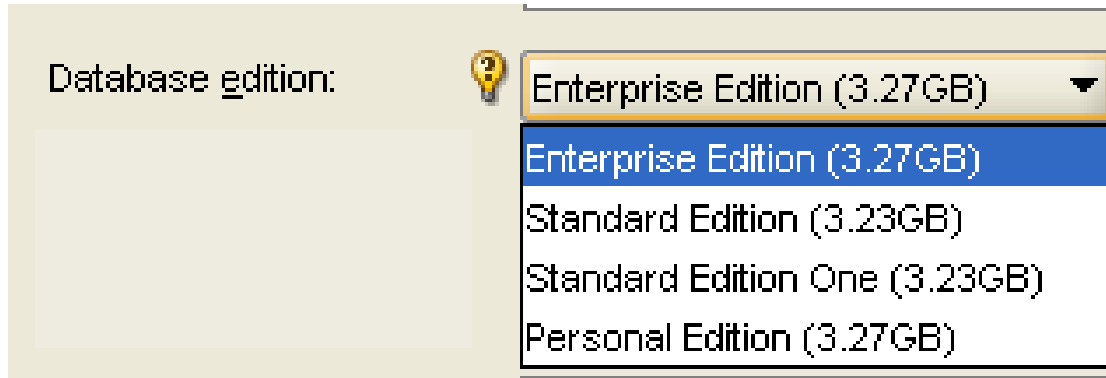 Database edition:
Enterprise Edition (3.27GB)
Enterprise Edition (3.27GB)
Standard Edition (3.23GB)
Standard Edition One (3.23GB)
Personal Edition (3.27GB)